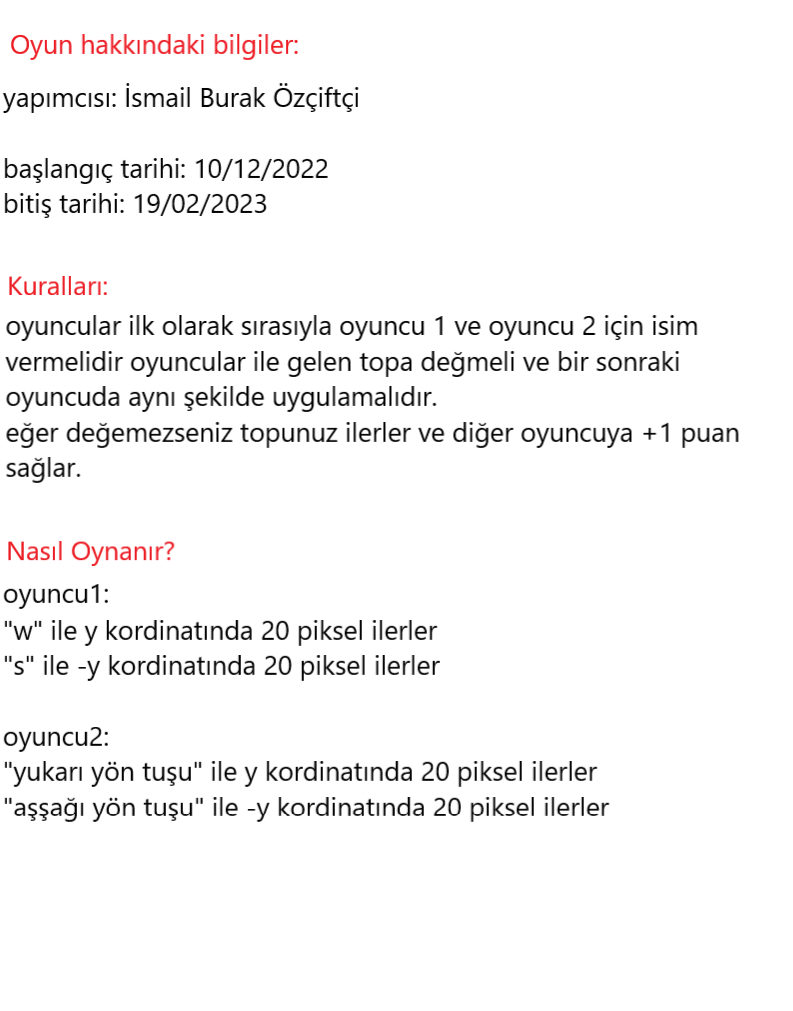 Oyun hakkındaki bilgiler:
yapımcısı: İsmail Burak Özçiftçi
başlangıç tarihi: 10/12/2022
bitiş tarihi: 19/02/2023
Kuralları:
oyuncular ilk olarak sırasıyla oyuncu 1 ve oyuncu 2 için isim
vermelidir oyuncular ile gelen topa değmeli ve bir sonraki
oyuncuda aynı şekilde uygulamalıdır.
eğer değemezseniz topunuz ilerler ve diğer oyuncuya +1 puan
sağlar.
Nasıl Oynanır?
oyuncu1:
"w" ile y kordinatında 20 piksel ilerler
"s" ile -y kordinatında 20 piksel ilerler
oyuncu2:
"yukarı yön tuşu" ile y kordinatında 20 piksel ilerler
"aşşağı yön tuşu" ile -y kordinatında 20 piksel ilerler